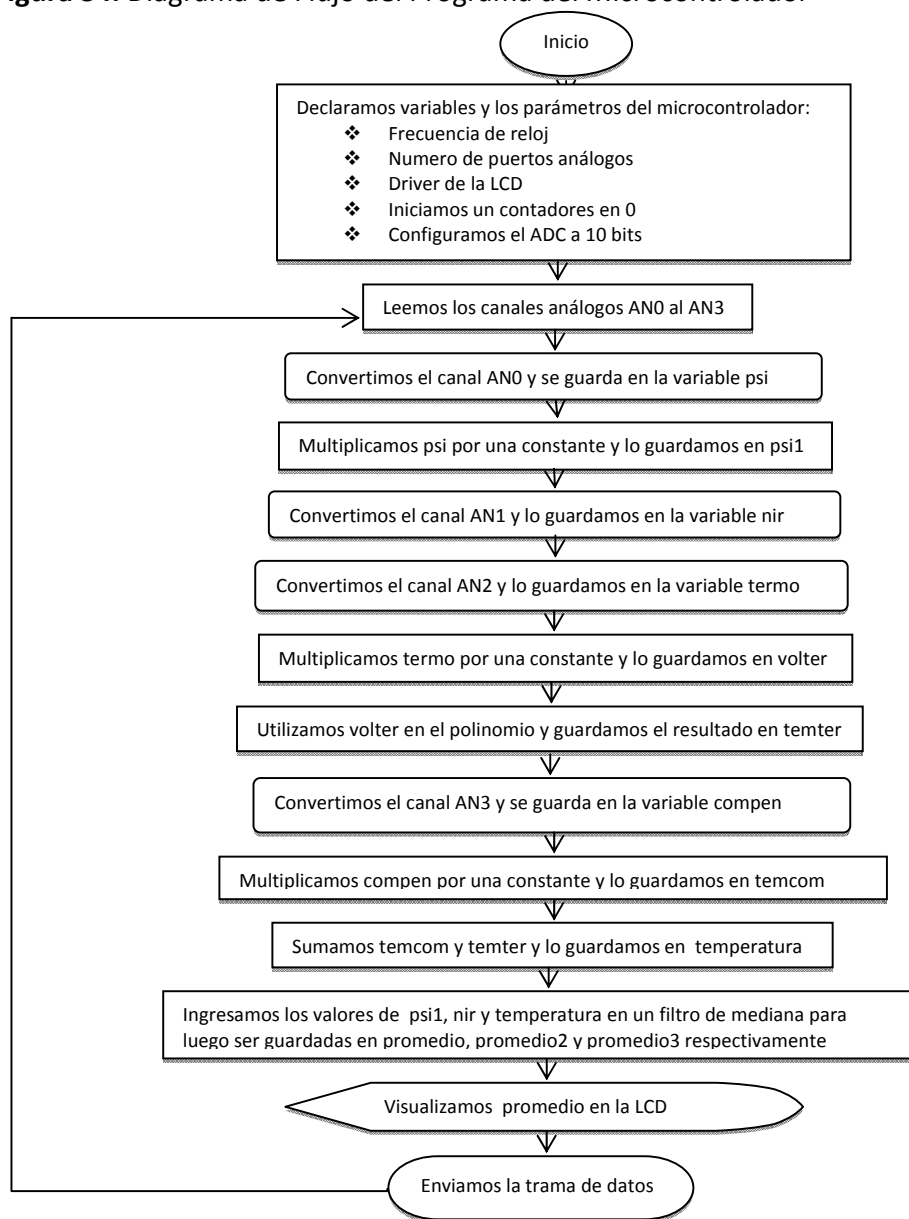 Diagrama de Flujo del Programa del Microcontrolador
Inicio
Declaramos variables y los parámetros del microcontrolador:
❖ Frecuencia de reloj
❖ Numero de puertos análogos
❖ Driver de la LCD
❖ Iniciamos un contadores en 0
❖ Configuramos el ADC a 10 bits
Leemos los canales análogos AN0 al AN3
Convertimos el canal AN0 y se guarda en la variable psi
Multiplicamos psi por una constante y lo guardamos en psi1
Convertimos el canal AN1 y lo guardamos en la variable nir
Convertimos el canal AN2 y lo guardamos en la variable termo
Multiplicamos termo por una constante y lo guardamos en volter
Utilizamos volter en el polinomio y guardamos el resultado en temter
Convertimos el canal AN3 y se guarda en la variable compen
Multiplicamos compen por una constante y lo guardamos en temcom
Sumamos temcom y temter y lo guardamos en temperatura
Ingresamos los valores de psi1, nir y temperatura en un filtro de mediana para
luego ser guardadas en promedio, promedio2 y promedio3 respectivamente
Visualizamos promedio en la LCD
Enviamos la trama de datos